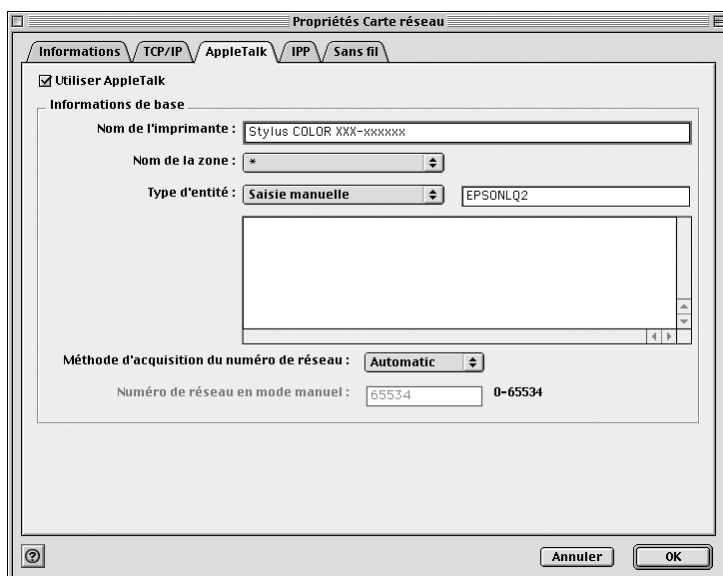 Propriétés Carte réseau
Informations TCP/IP AppleTalk IPP Sans fil
Utiliser AppleTalk
Informations de base
Nom de l'imprimante : Stylus COLOR XXX-xxxxxx
Nom de la zone : *
Type d'entité : Saisie manuelle EPSONLQ2
Méthode d'acquisition du numéro de réseau : Automatic
Numéro de réseau en mode manuel : 65534 0-65534
? Annuler OK